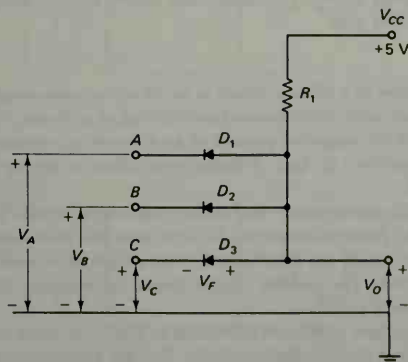 V_CC
+5 V
R_1
A
D_1
+
B
D_2
+
V_A
V_B
C
D_3
+
V_C
− V_F +
+
V_O
− − − −